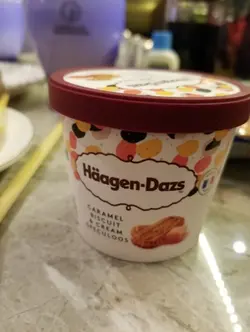 Häagen-Dazs
CARAMEL
BISCUIT
& CREAM
SPECULOOS